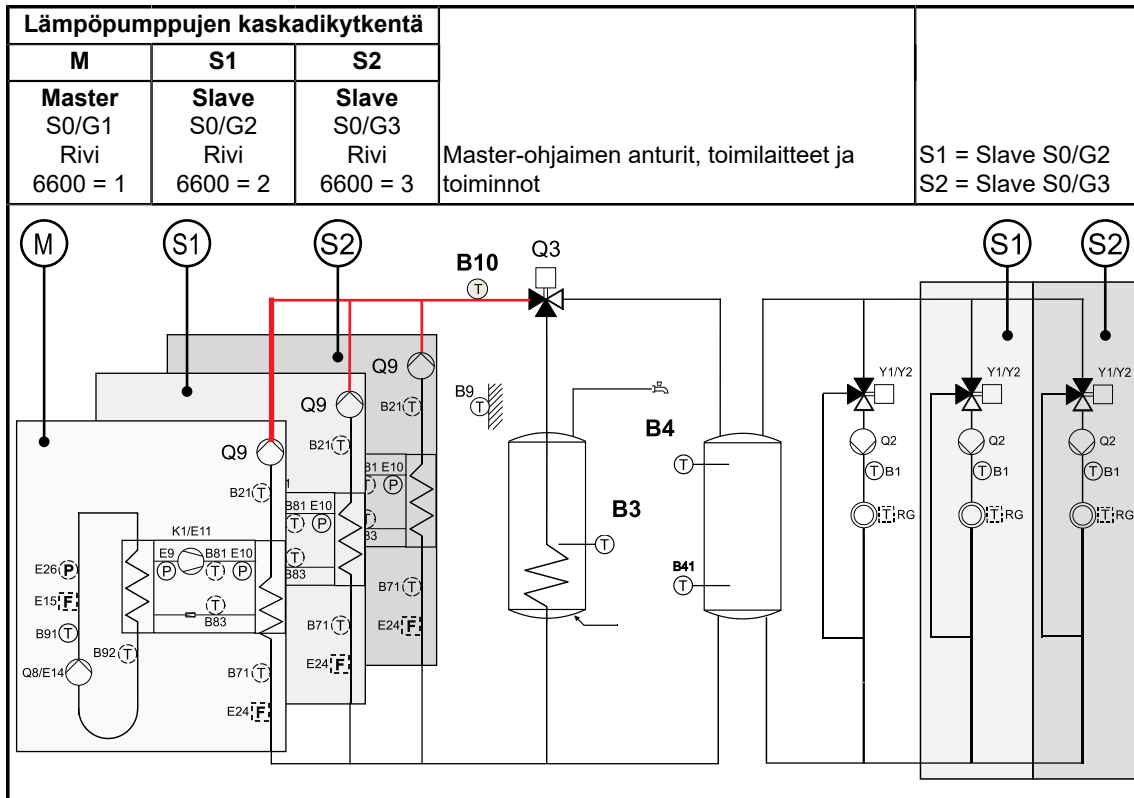 Lämpöpumppujen kaskadikytkentä
M S1 S2
Master Slave Slave
S0/G1 S0/G2 S0/G3
Rivi Rivi Rivi
6600 = 1 6600 = 2 6600 = 3
Master-ohjaimen anturit, toimilaitteet ja
toiminnot
S1 = Slave S0/G2
S2 = Slave S0/G3
M S1 S2
Q9
B21 T
81 E10
T P
T
83
B71 T
E24 F
Q9
B21 T
B81 E10
T P
T
B83
B71 T
E24 F
Q9
B21 T
K1/E11
E9 B81 E10
P T P
T
B83
E26 P
E15 F
B91 T
B92 T
Q8/E14
B71 T
E24 F
B10
T
Q3
B9
T
B3
T
B4
T
B41
T
S1 S2
Y1/Y2 Y1/Y2 Y1/Y2
Q2 Q2 Q2
T B1 T B1 T B1
T RG T RG T RG